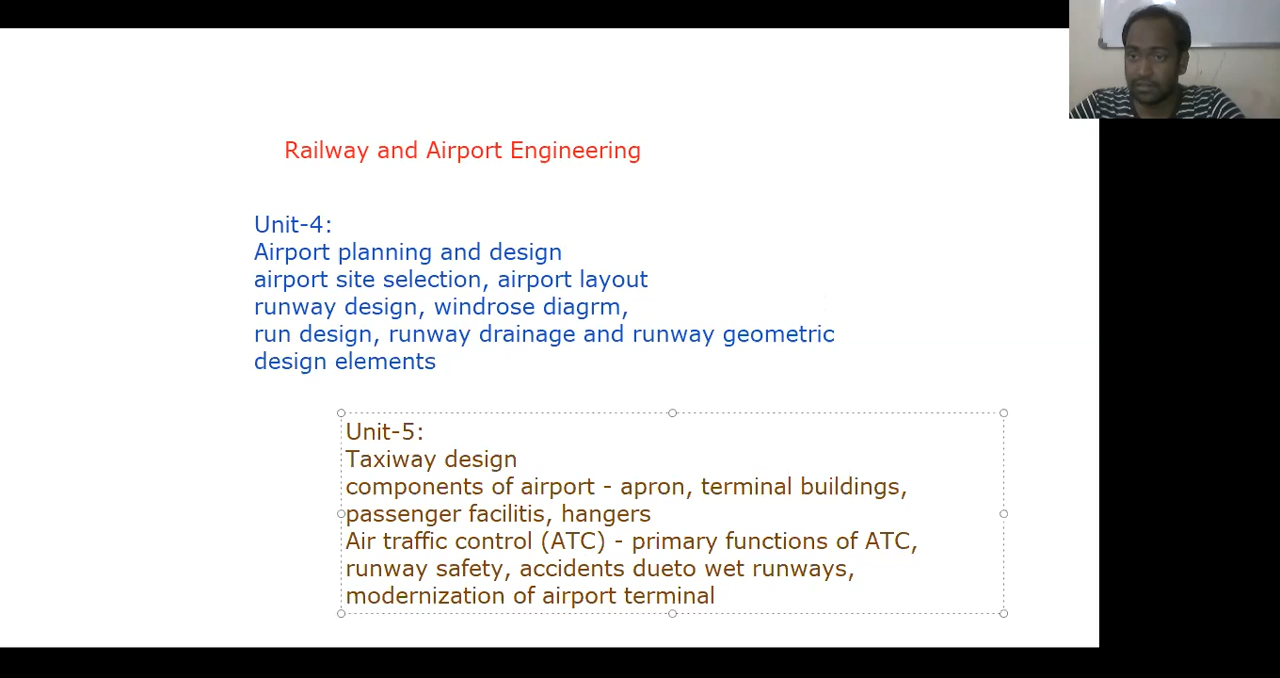 Railway and Airport Engineering
Unit-4:
Airport planning and design
airport site selection, airport layout
runway design, windrose diagrm,
run design, runway drainage and runway geometric
design elements
Unit-5:
Taxiway design
components of airport - apron, terminal buildings,
passenger facilitis, hangers
Air traffic control (ATC) - primary functions of ATC,
runway safety, accidents dueto wet runways,
modernization of airport terminal